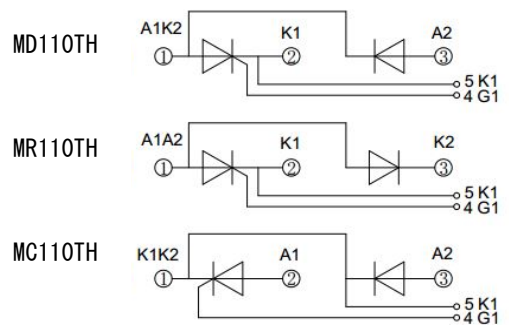 MD110TH
A1K2 K1 A2
① ② ③
5 K1
4 G1
MR110TH
A1A2 K1 K2
① ② ③
5 K1
4 G1
MC110TH
K1K2 A1 A2
① ② ③
5 K1
4 G1